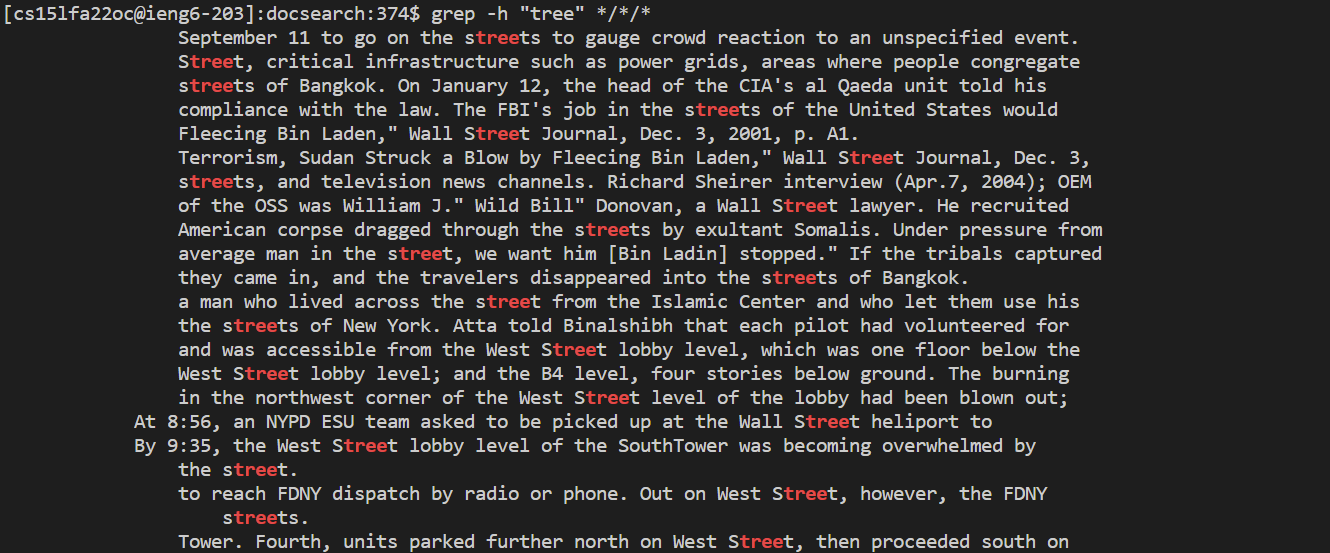 [cs15lfa22oc@ieng6-203]:docsearch:374$ grep -h "tree" */*/*
September 11 to go on the streets to gauge crowd reaction to an unspecified event.
Street, critical infrastructure such as power grids, areas where people congregate
streets of Bangkok. On January 12, the head of the CIA's al Qaeda unit told his
compliance with the law. The FBI's job in the streets of the United States would
Fleecing Bin Laden," Wall Street Journal, Dec. 3, 2001, p. A1.
Terrorism, Sudan Struck a Blow by Fleecing Bin Laden," Wall Street Journal, Dec. 3,
streets, and television news channels. Richard Sheirer interview (Apr.7, 2004); OEM
of the OSS was William J." Wild Bill" Donovan, a Wall Street lawyer. He recruited
American corpse dragged through the streets by exultant Somalis. Under pressure from
average man in the street, we want him [Bin Ladin] stopped." If the tribals captured
they came in, and the travelers disappeared into the streets of Bangkok.
a man who lived across the street from the Islamic Center and who let them use his
the streets of New York. Atta told Binalshibh that each pilot had volunteered for
and was accessible from the West Street lobby level, which was one floor below the
West Street lobby level; and the B4 level, four stories below ground. The burning
in the northwest corner of the West Street level of the lobby had been blown out;
At 8:56, an NYPD ESU team asked to be picked up at the Wall Street heliport to
By 9:35, the West Street lobby level of the SouthTower was becoming overwhelmed by
the street.
to reach FDNY dispatch by radio or phone. Out on West Street, however, the FDNY
streets.
Tower. Fourth, units parked further north on West Street, then proceeded south on